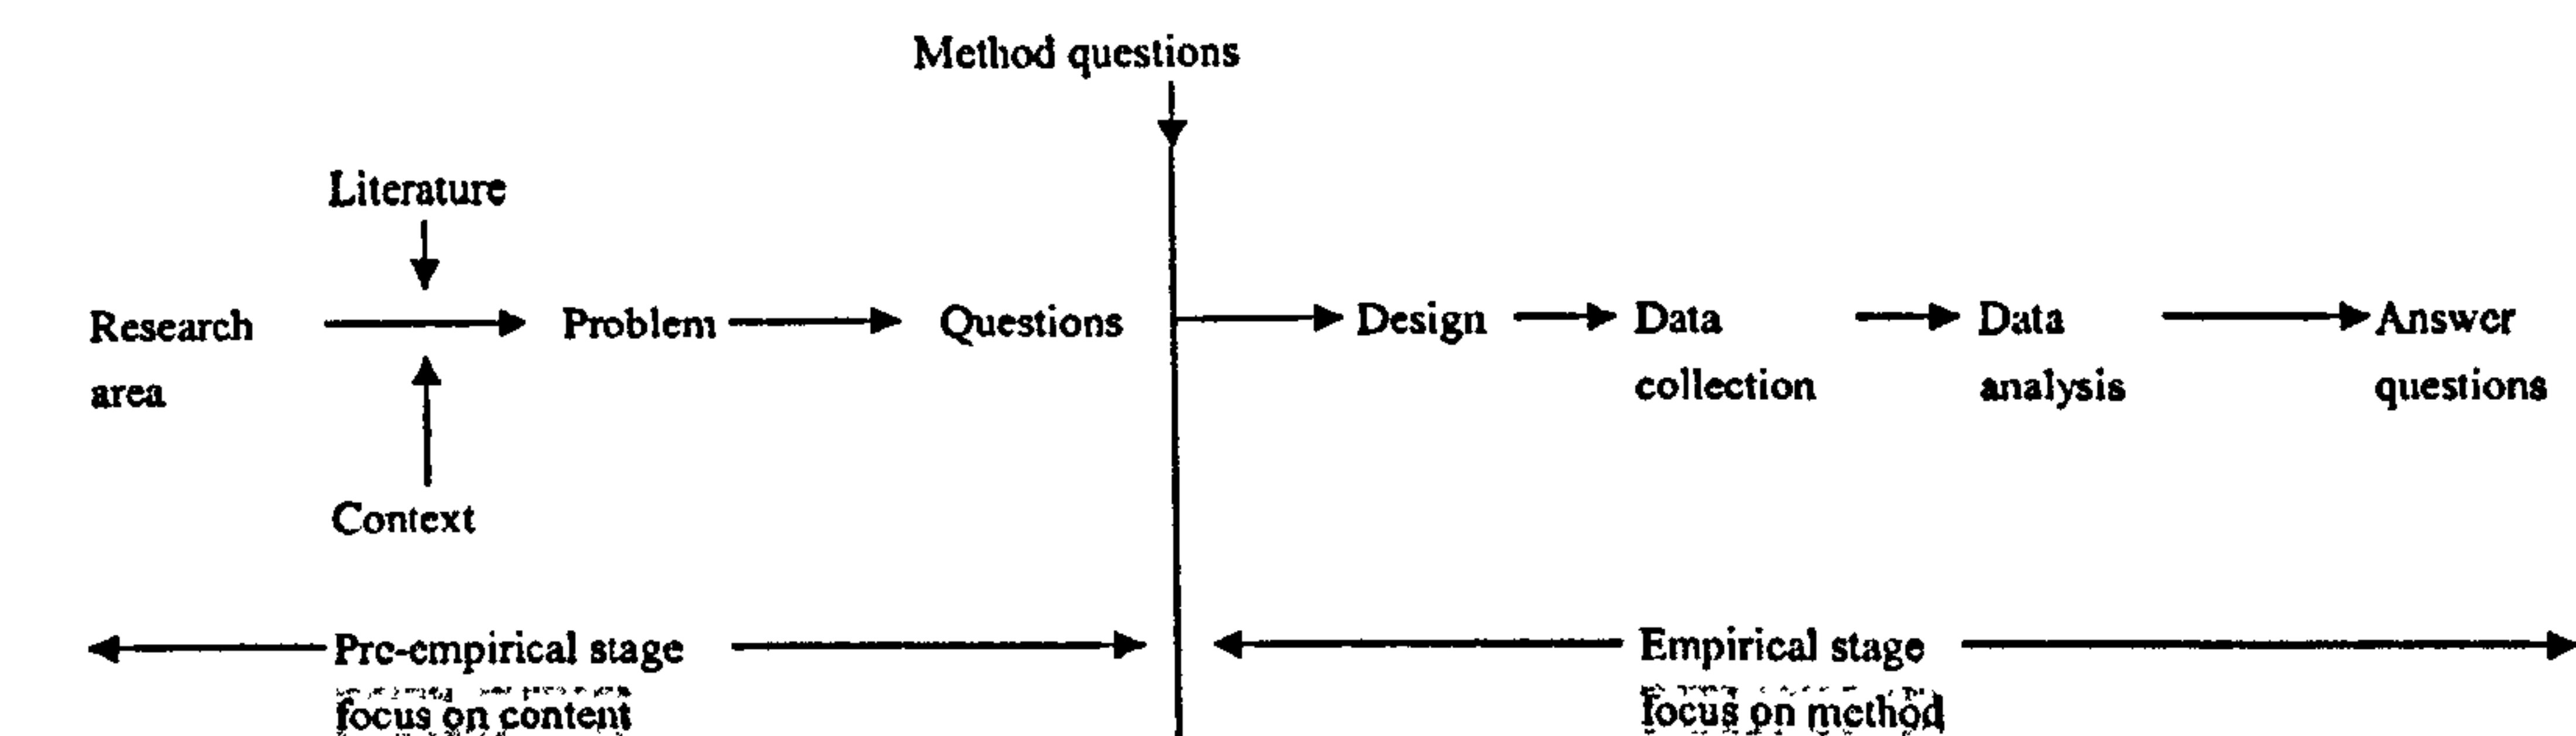 Method questions
Literature
Research area
Problem
Questions
Design
Data collection
Data analysis
Answer questions
Context
Pre-empirical stage
focus on content
Empirical stage
focus on method